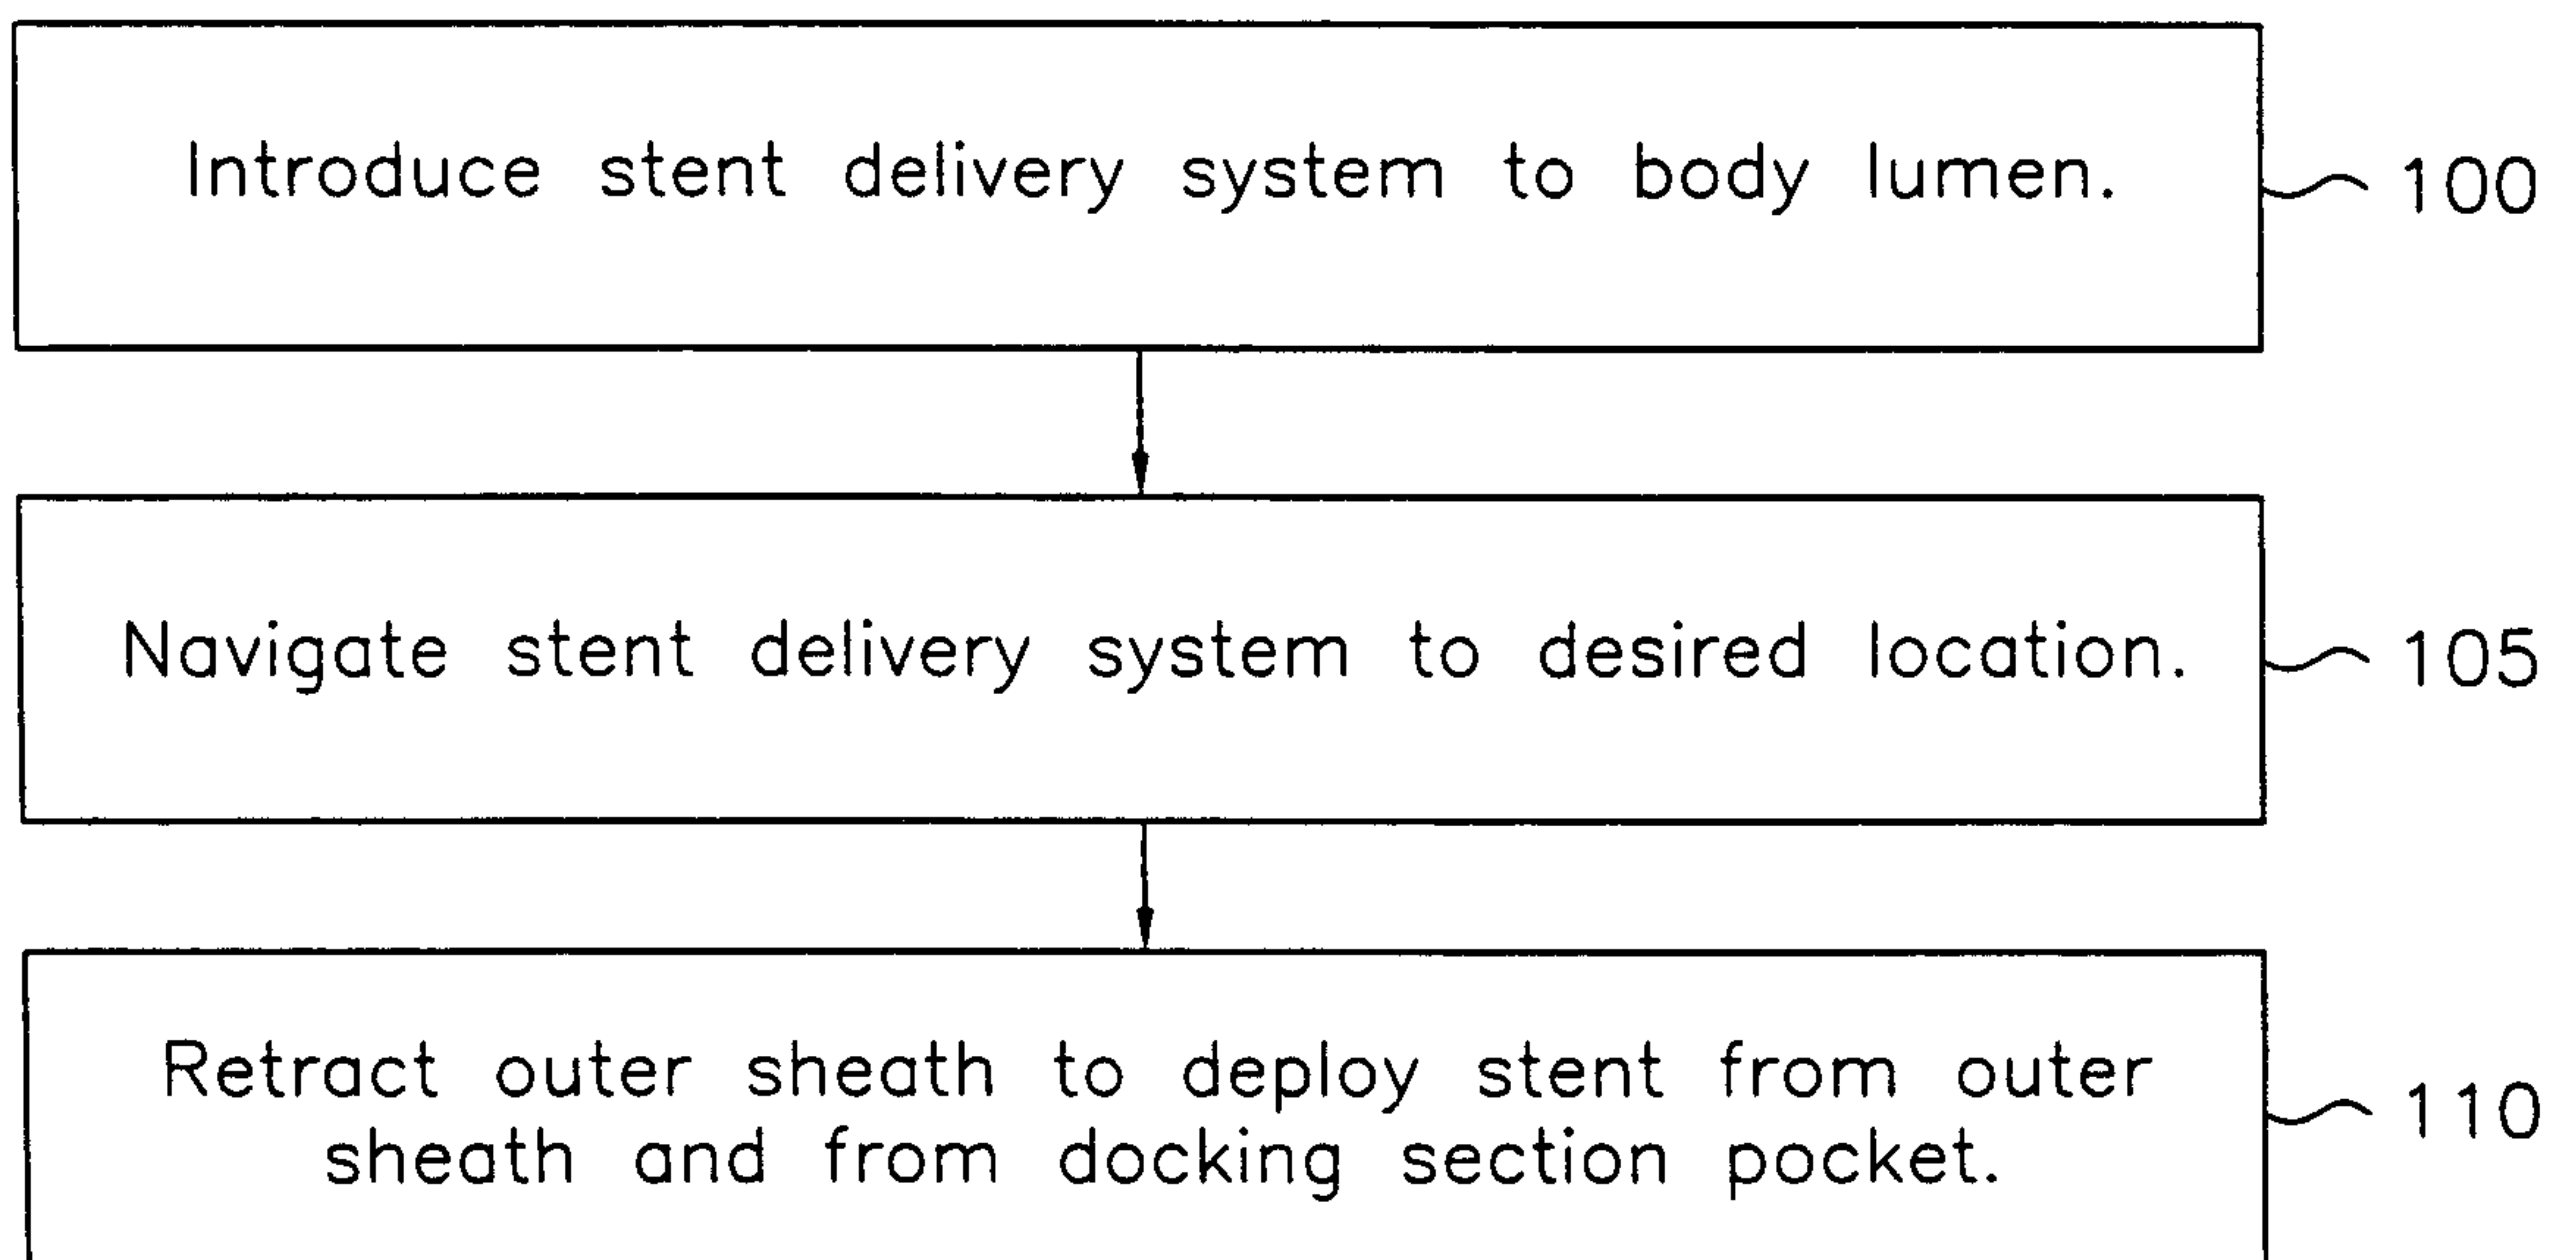 Introduce stent delivery system to body lumen.
100
Navigate stent delivery system to desired location.
105
Retract outer sheath to deploy stent from outer
sheath and from docking section pocket.
110